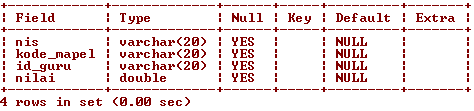 | Field | Type | Null | Key | Default | Extra |
| nis | varchar(20) | YES | | NULL | |
| kode_mapel | varchar(20) | YES | | NULL | |
| id_guru | varchar(20) | YES | | NULL | |
| nilai | double | YES | | NULL | |
4 rows in set (0.00 sec)